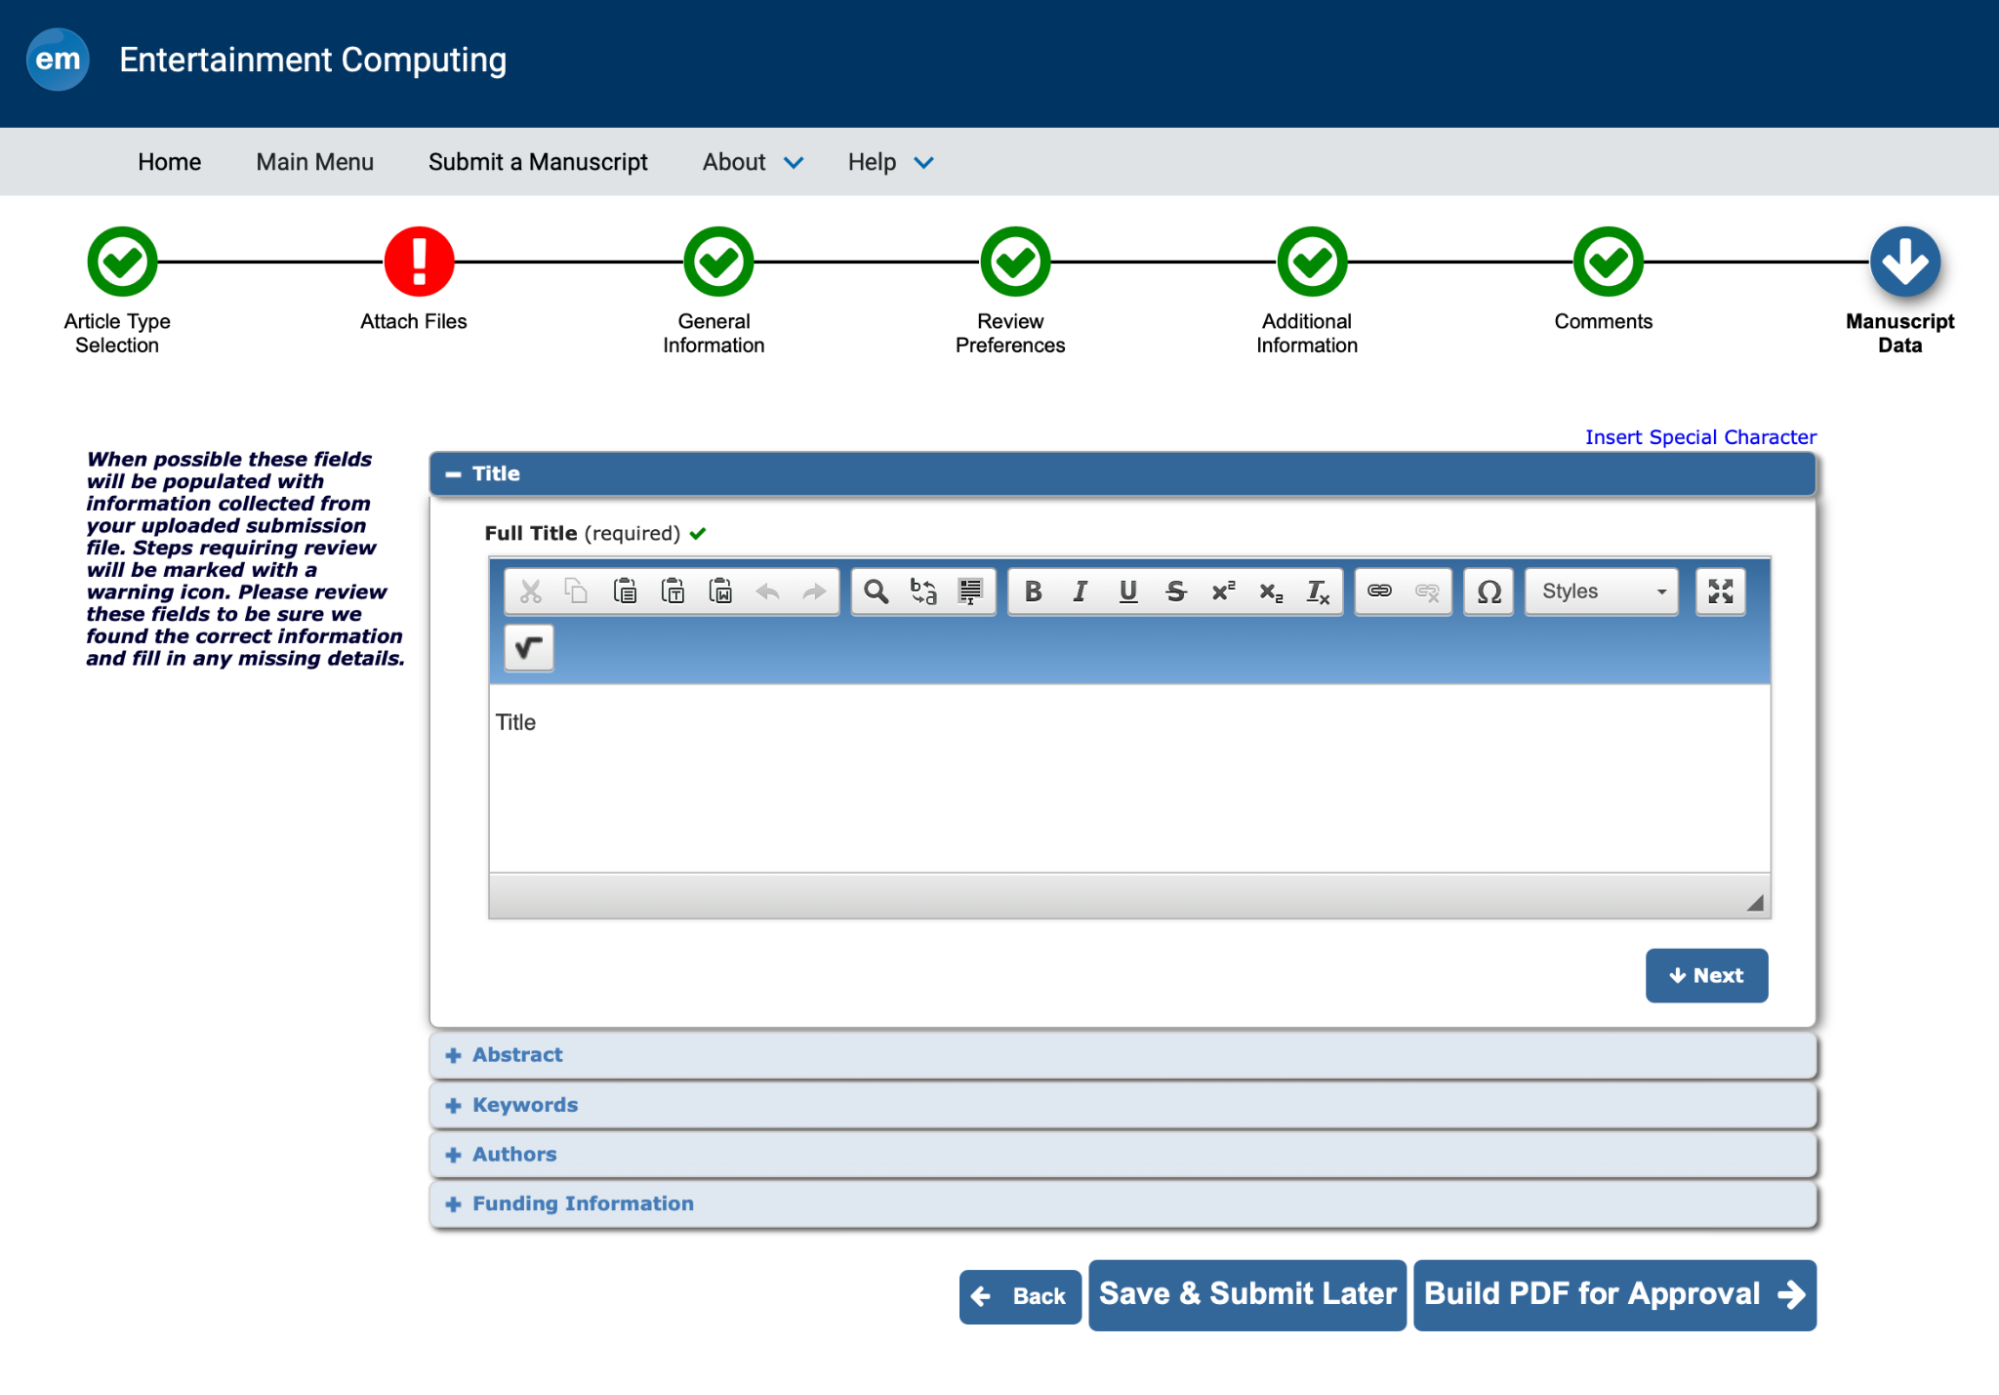 em Entertainment Computing
Home Main Menu Submit a Manuscript About Help
Article Type
Selection
Attach Files
General
Information
Review
Preferences
Additional
Information
Comments
Manuscript
Data
Insert Special Character
When possible these fields
will be populated with
information collected from
your uploaded submission
file. Steps requiring review
will be marked with a
warning icon. Please review
these fields to be sure we
found the correct information
and fill in any missing details.
Title
Full Title (required)
B I U S x² x₂ Tx Ω Styles
Title
Next
Abstract
Keywords
Authors
Funding Information
Back Save & Submit Later Build PDF for Approval